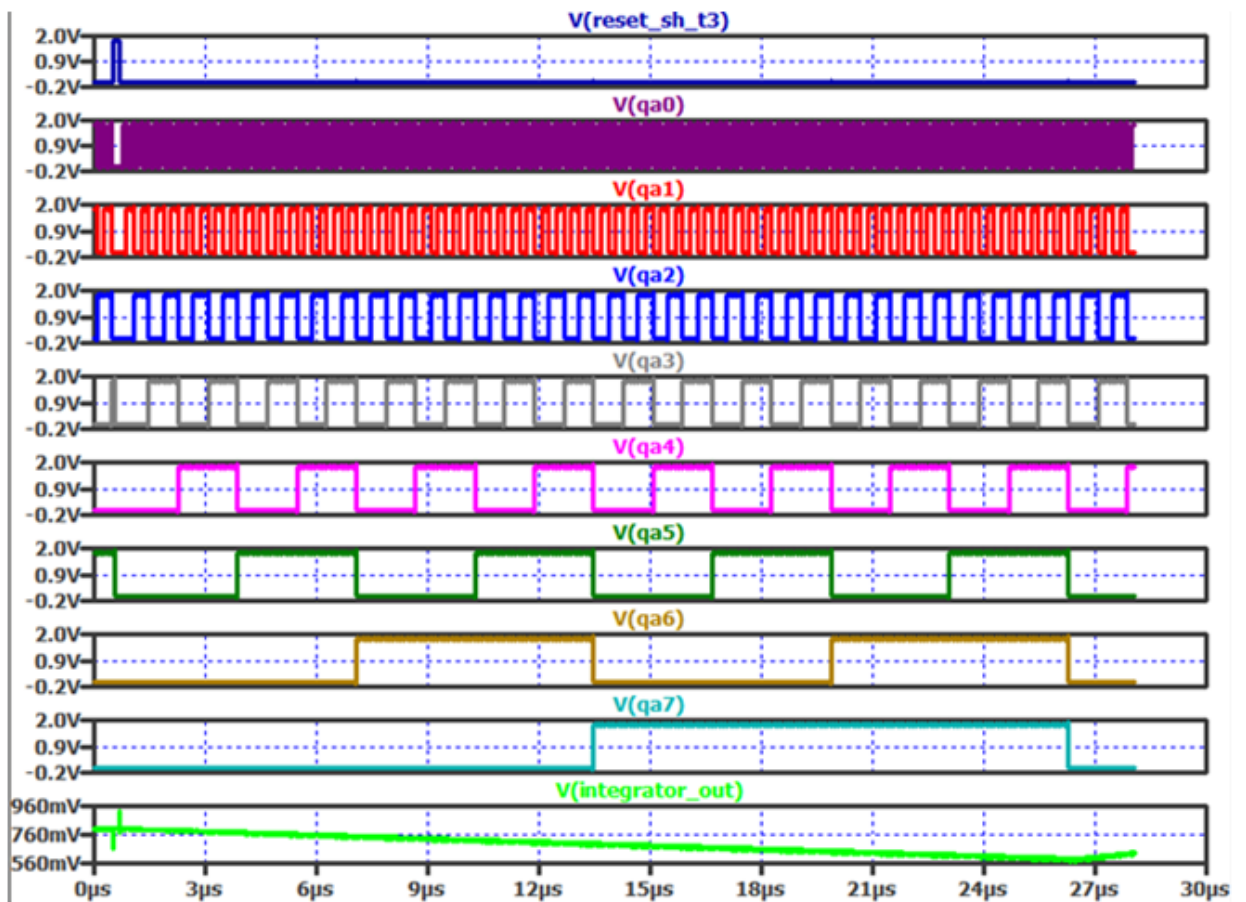 V(reset_sh_t3)
2.0V
0.9V
-0.2V
V(qa0)
2.0V
0.9V
-0.2V
V(qa1)
2.0V
0.9V
-0.2V
V(qa2)
2.0V
0.9V
-0.2V
V(qa3)
2.0V
0.9V
-0.2V
V(qa4)
2.0V
0.9V
-0.2V
V(qa5)
2.0V
0.9V
-0.2V
V(qa6)
2.0V
0.9V
-0.2V
V(qa7)
2.0V
0.9V
-0.2V
V(integrator_out)
960mV
760mV
560mV
0µs 3µs 6µs 9µs 12µs 15µs 18µs 21µs 24µs 27µs 30µs